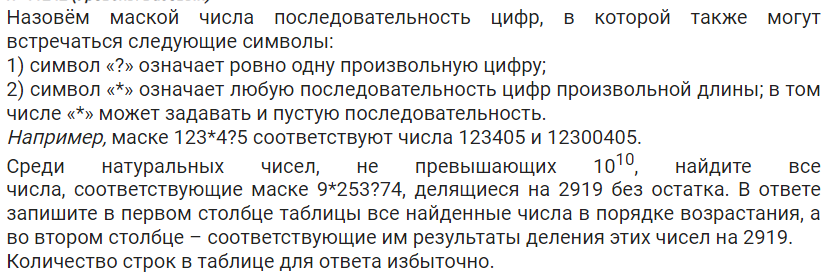 Назовём маской числа последовательность цифр, в которой также могут
встречаться следующие символы:
1) символ «?» означает ровно одну произвольную цифру;
2) символ «*» означает любую последовательность цифр произвольной длины; в том
числе «*» может задавать и пустую последовательность.
Например, маске 123*4?5 соответствуют числа 123405 и 12300405.
Среди натуральных чисел, не превышающих 10^10, найдите все
числа, соответствующие маске 9*253?74, делящиеся на 2919 без остатка. В ответе
запишите в первом столбце таблицы все найденные числа в порядке возрастания, а
во втором столбце – соответствующие им результаты деления этих чисел на 2919.
Количество строк в таблице для ответа избыточно.